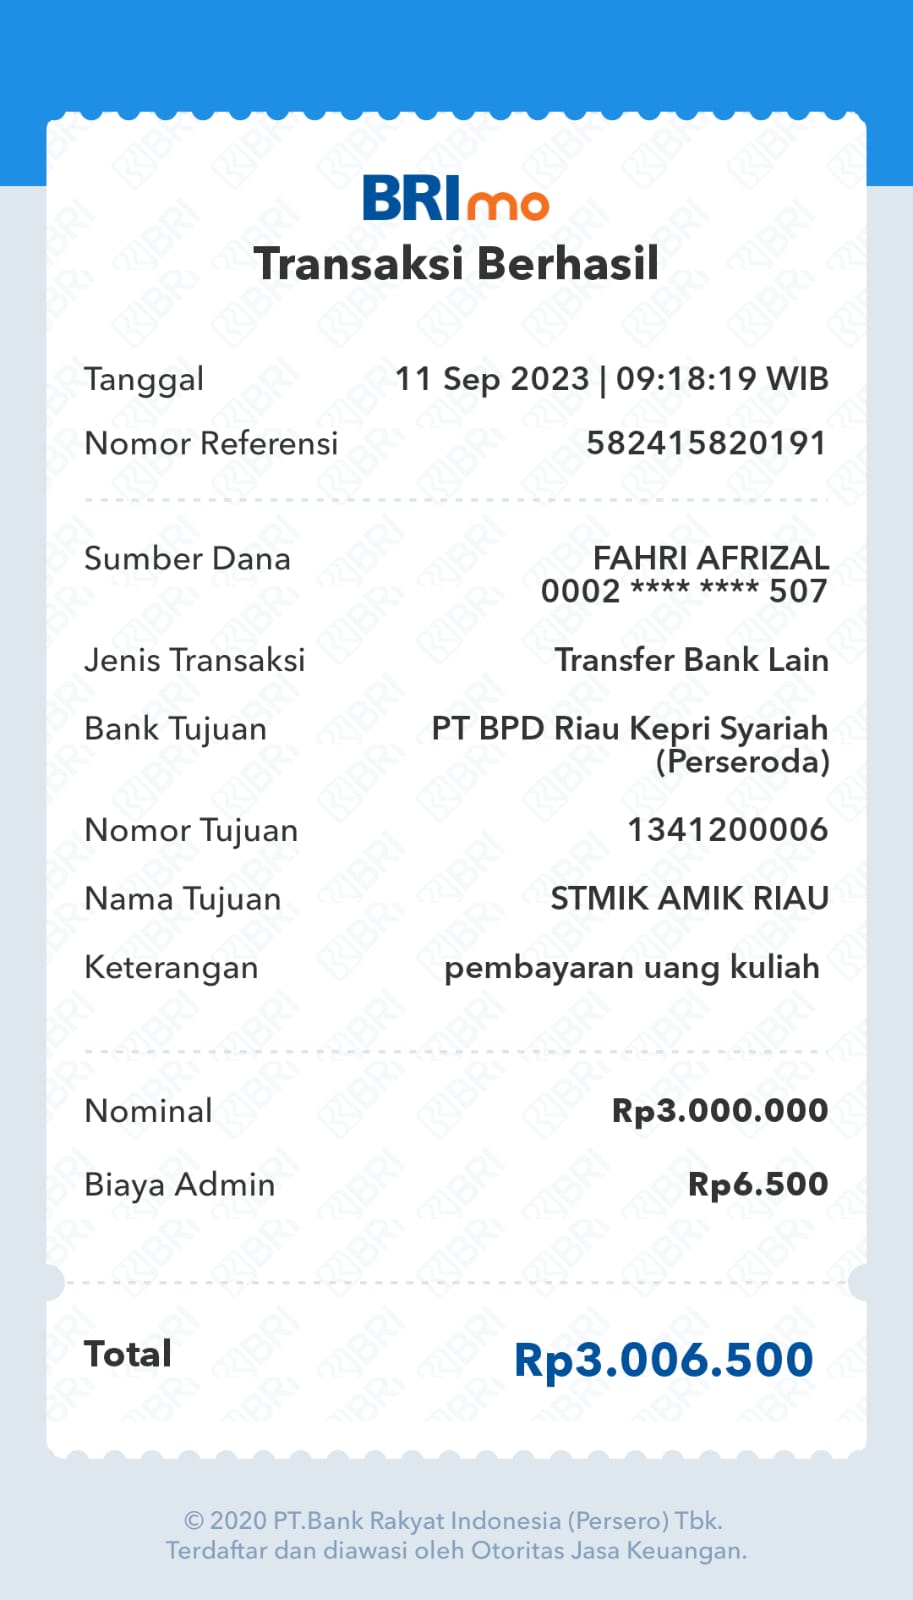 BRImo
Transaksi Berhasil
Tanggal 11 Sep 2023 | 09:18:19 WIB
Nomor Referensi 582415820191
Sumber Dana FAHRI AFRIZAL
0002 **** **** 507
Jenis Transaksi Transfer Bank Lain
Bank Tujuan PT BPD Riau Kepri Syariah
(Perseroda)
Nomor Tujuan 1341200006
Nama Tujuan STMIK AMIK RIAU
Keterangan pembayaran uang kuliah
Nominal Rp3.000.000
Biaya Admin Rp6.500
Total Rp3.006.500
© 2020 PT.Bank Rakyat Indonesia (Persero) Tbk.
Terdaftar dan diawasi oleh Otoritas Jasa Keuangan.